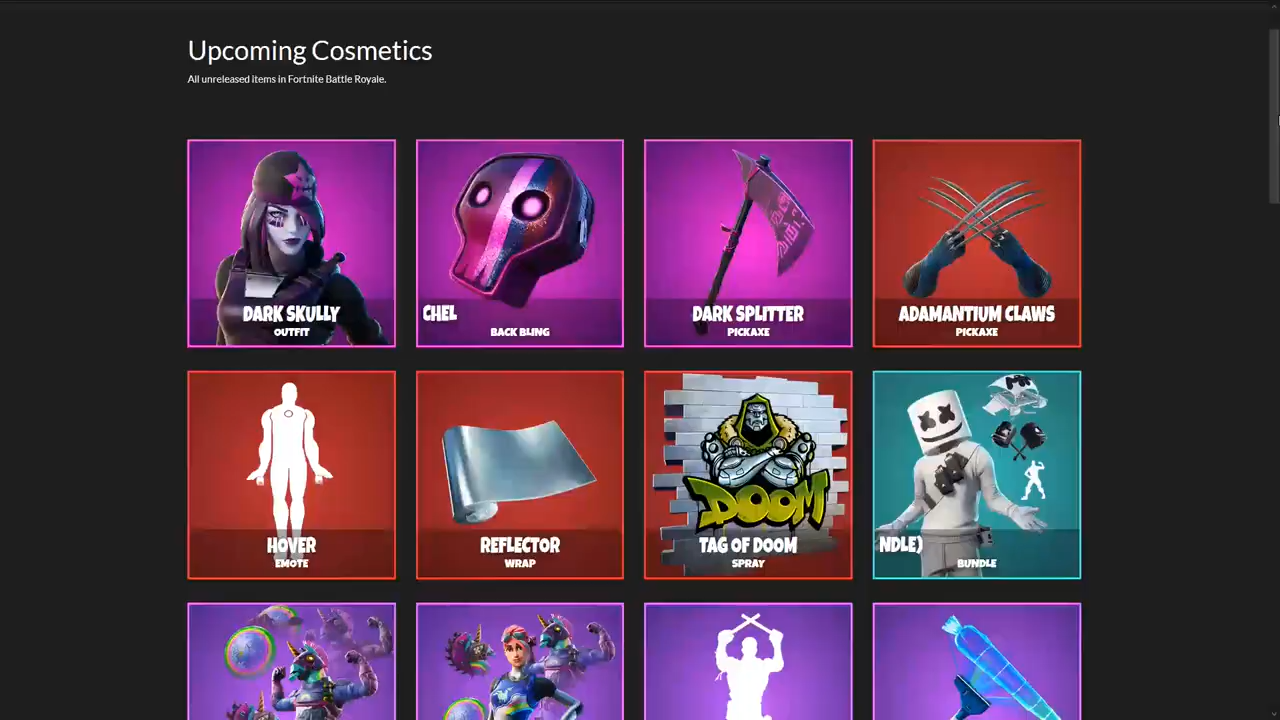 Upcoming Cosmetics
All unreleased items in Fortnite Battle Royale.
DARK SKULLY
OUTFIT
CHEL
BACK BLING
DARK SPLITTER
PICKAXE
ADAMANTIUM CLAWS
PICKAXE
HOVER
EMOTE
REFLECTOR
WRAP
DOOM
TAG OF DOOM
SPRAY
NDLE)
BUNDLE